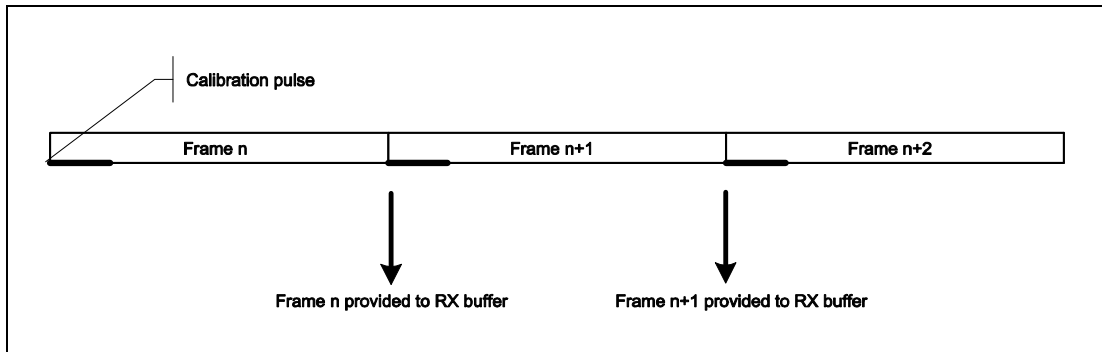 Calibration pulse
Frame n
Frame n+1
Frame n+2
Frame n provided to RX buffer
Frame n+1 provided to RX buffer